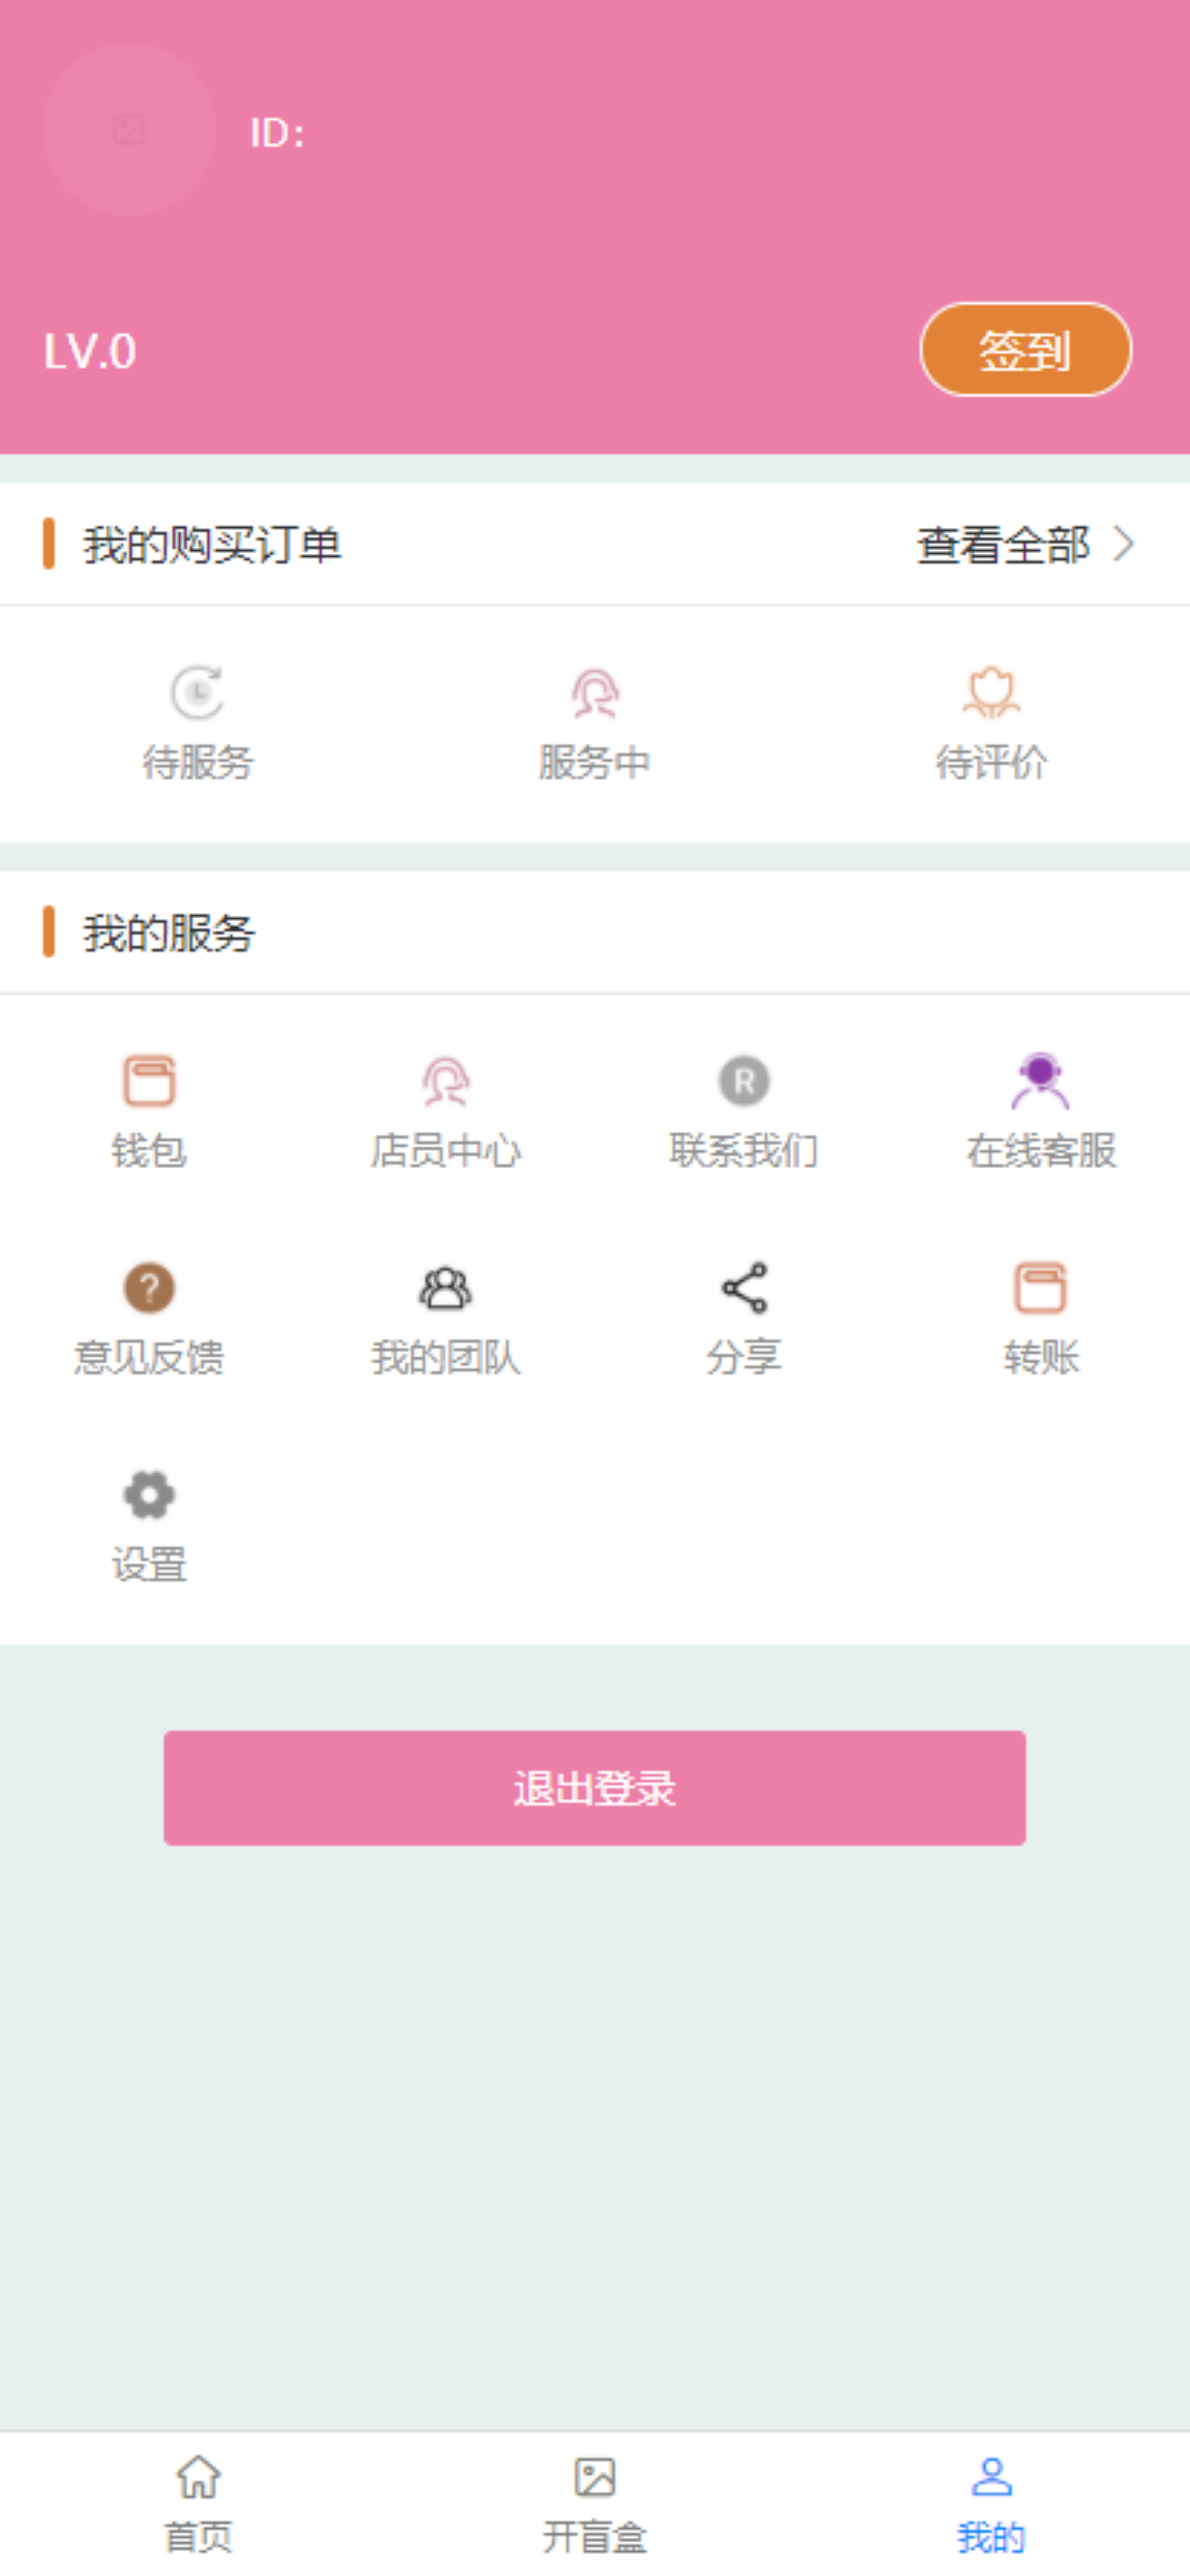 ID:
LV.0 签到
我的购买订单 查看全部
待服务 服务中 待评价
我的服务
钱包 店员中心 联系我们 在线客服
意见反馈 我的团队 分享 转账
设置
退出登录
首页 开盲盒 我的